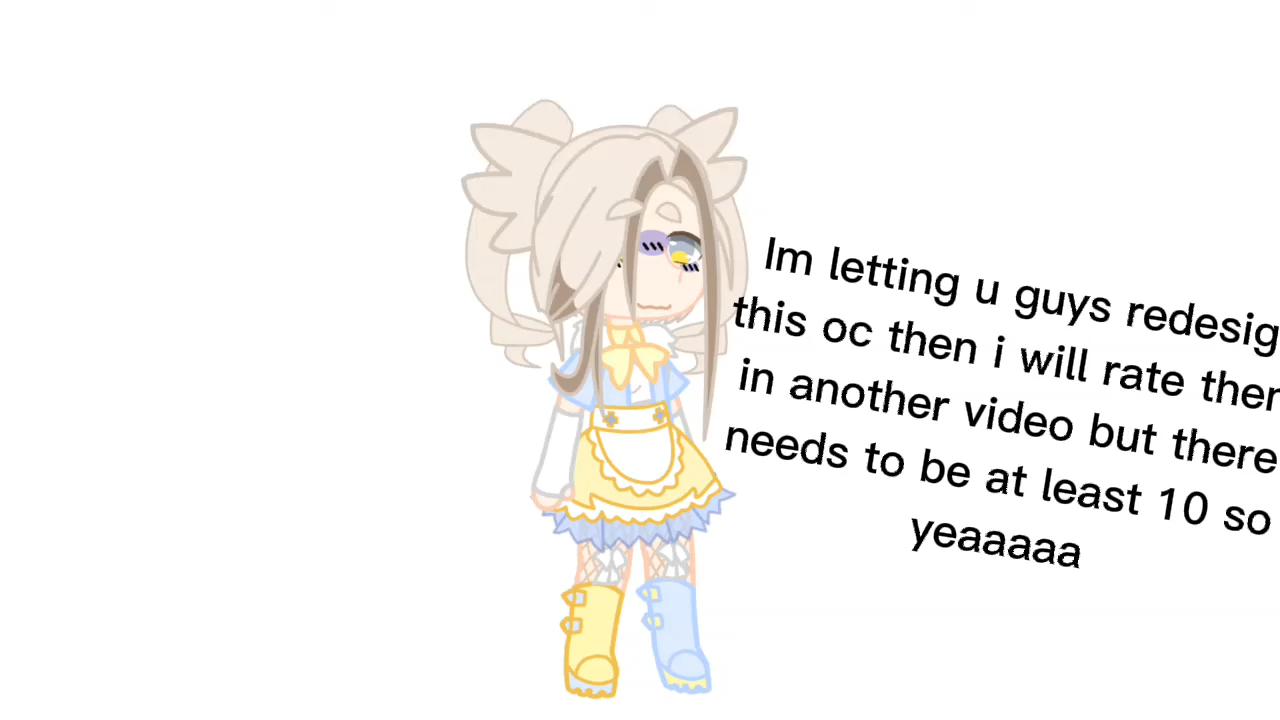 Im letting u guys redesig
this oc then i will rate ther
in another video but there
needs to be at least 10 so
yeaaaaa